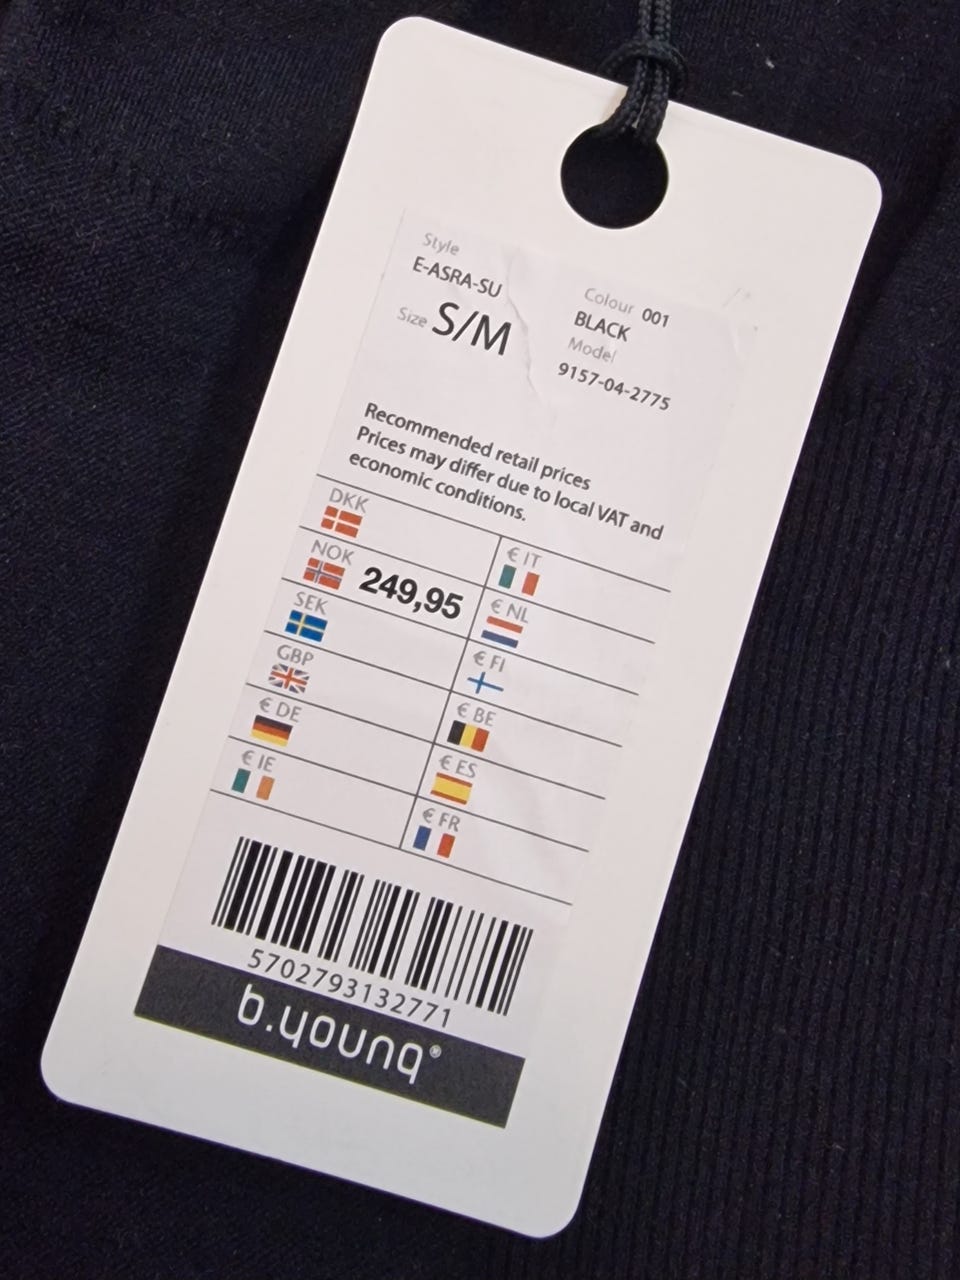 Style
E-ASRA-SU
Size S/M
Colour 001
BLACK
Model
9157-04-2775
Recommended retail prices
Prices may differ due to local VAT and
economic conditions.
DKK
NOK 249,95
SEK
GBP
€ DE
€ IE
€ IT
€ NL
€ FI
€ BE
€ ES
€ FR
5702793132771
b.young®